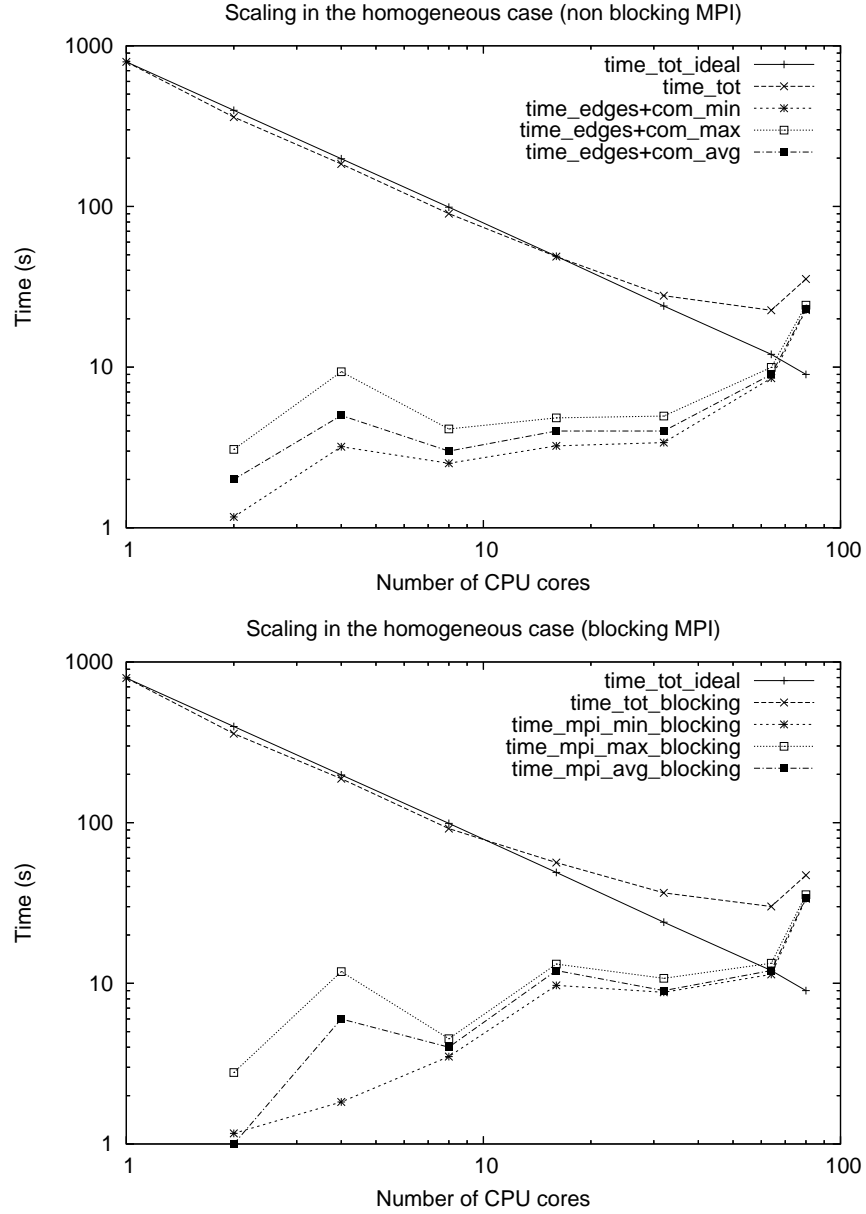 Scaling in the homogeneous case (non blocking MPI)
1000
100
10
1
Time (s)
time_tot_ideal
time_tot
time_edges+com_min
time_edges+com_max
time_edges+com_avg
1 10 100
Number of CPU cores
Scaling in the homogeneous case (blocking MPI)
1000
100
10
1
Time (s)
time_tot_ideal
time_tot_blocking
time_mpi_min_blocking
time_mpi_max_blocking
time_mpi_avg_blocking
1 10 100
Number of CPU cores